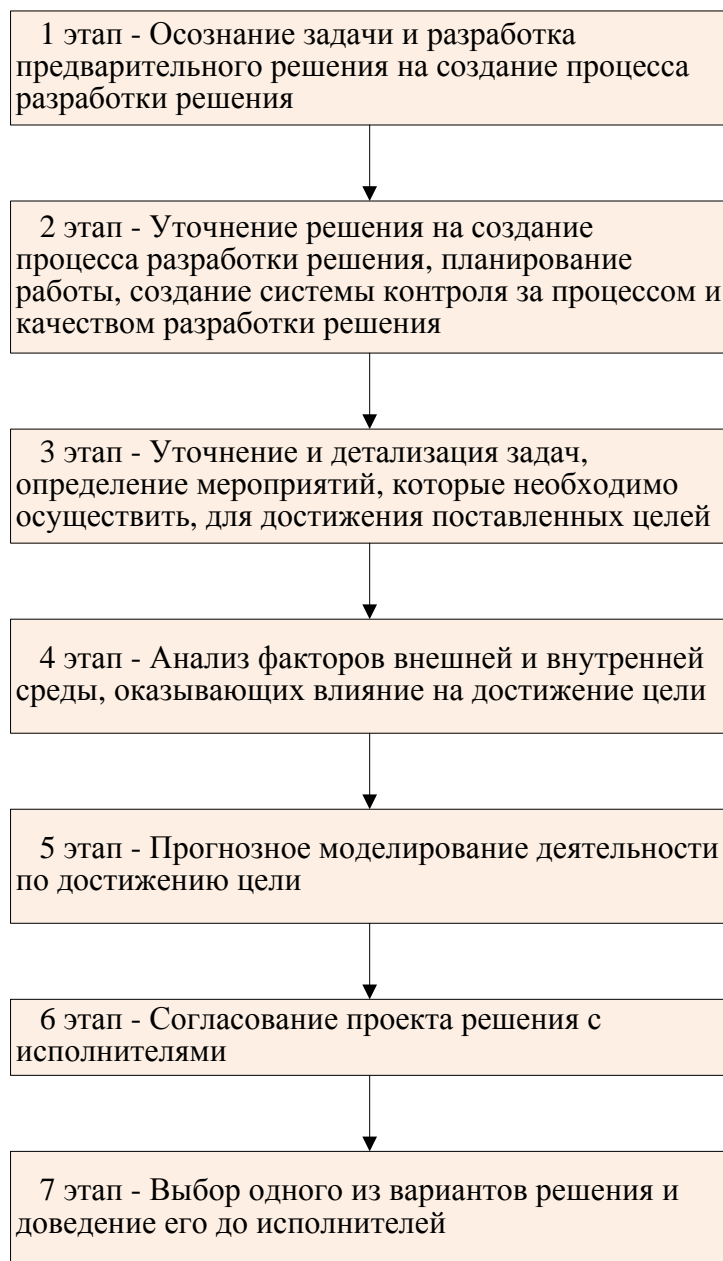 1 этап - Осознание задачи и разработка
предварительного решения на создание процесса
разработки решения
2 этап - Уточнение решения на создание
процесса разработки решения, планирование
работы, создание системы контроля за процессом и
качеством разработки решения
3 этап - Уточнение и детализация задач,
определение мероприятий, которые необходимо
осуществить, для достижения поставленных целей
4 этап - Анализ факторов внешней и внутренней
среды, оказывающих влияние на достижение цели
5 этап - Прогнозное моделирование деятельности
по достижению цели
6 этап - Согласование проекта решения с
исполнителями
7 этап - Выбор одного из вариантов решения и
доведение его до исполнителей